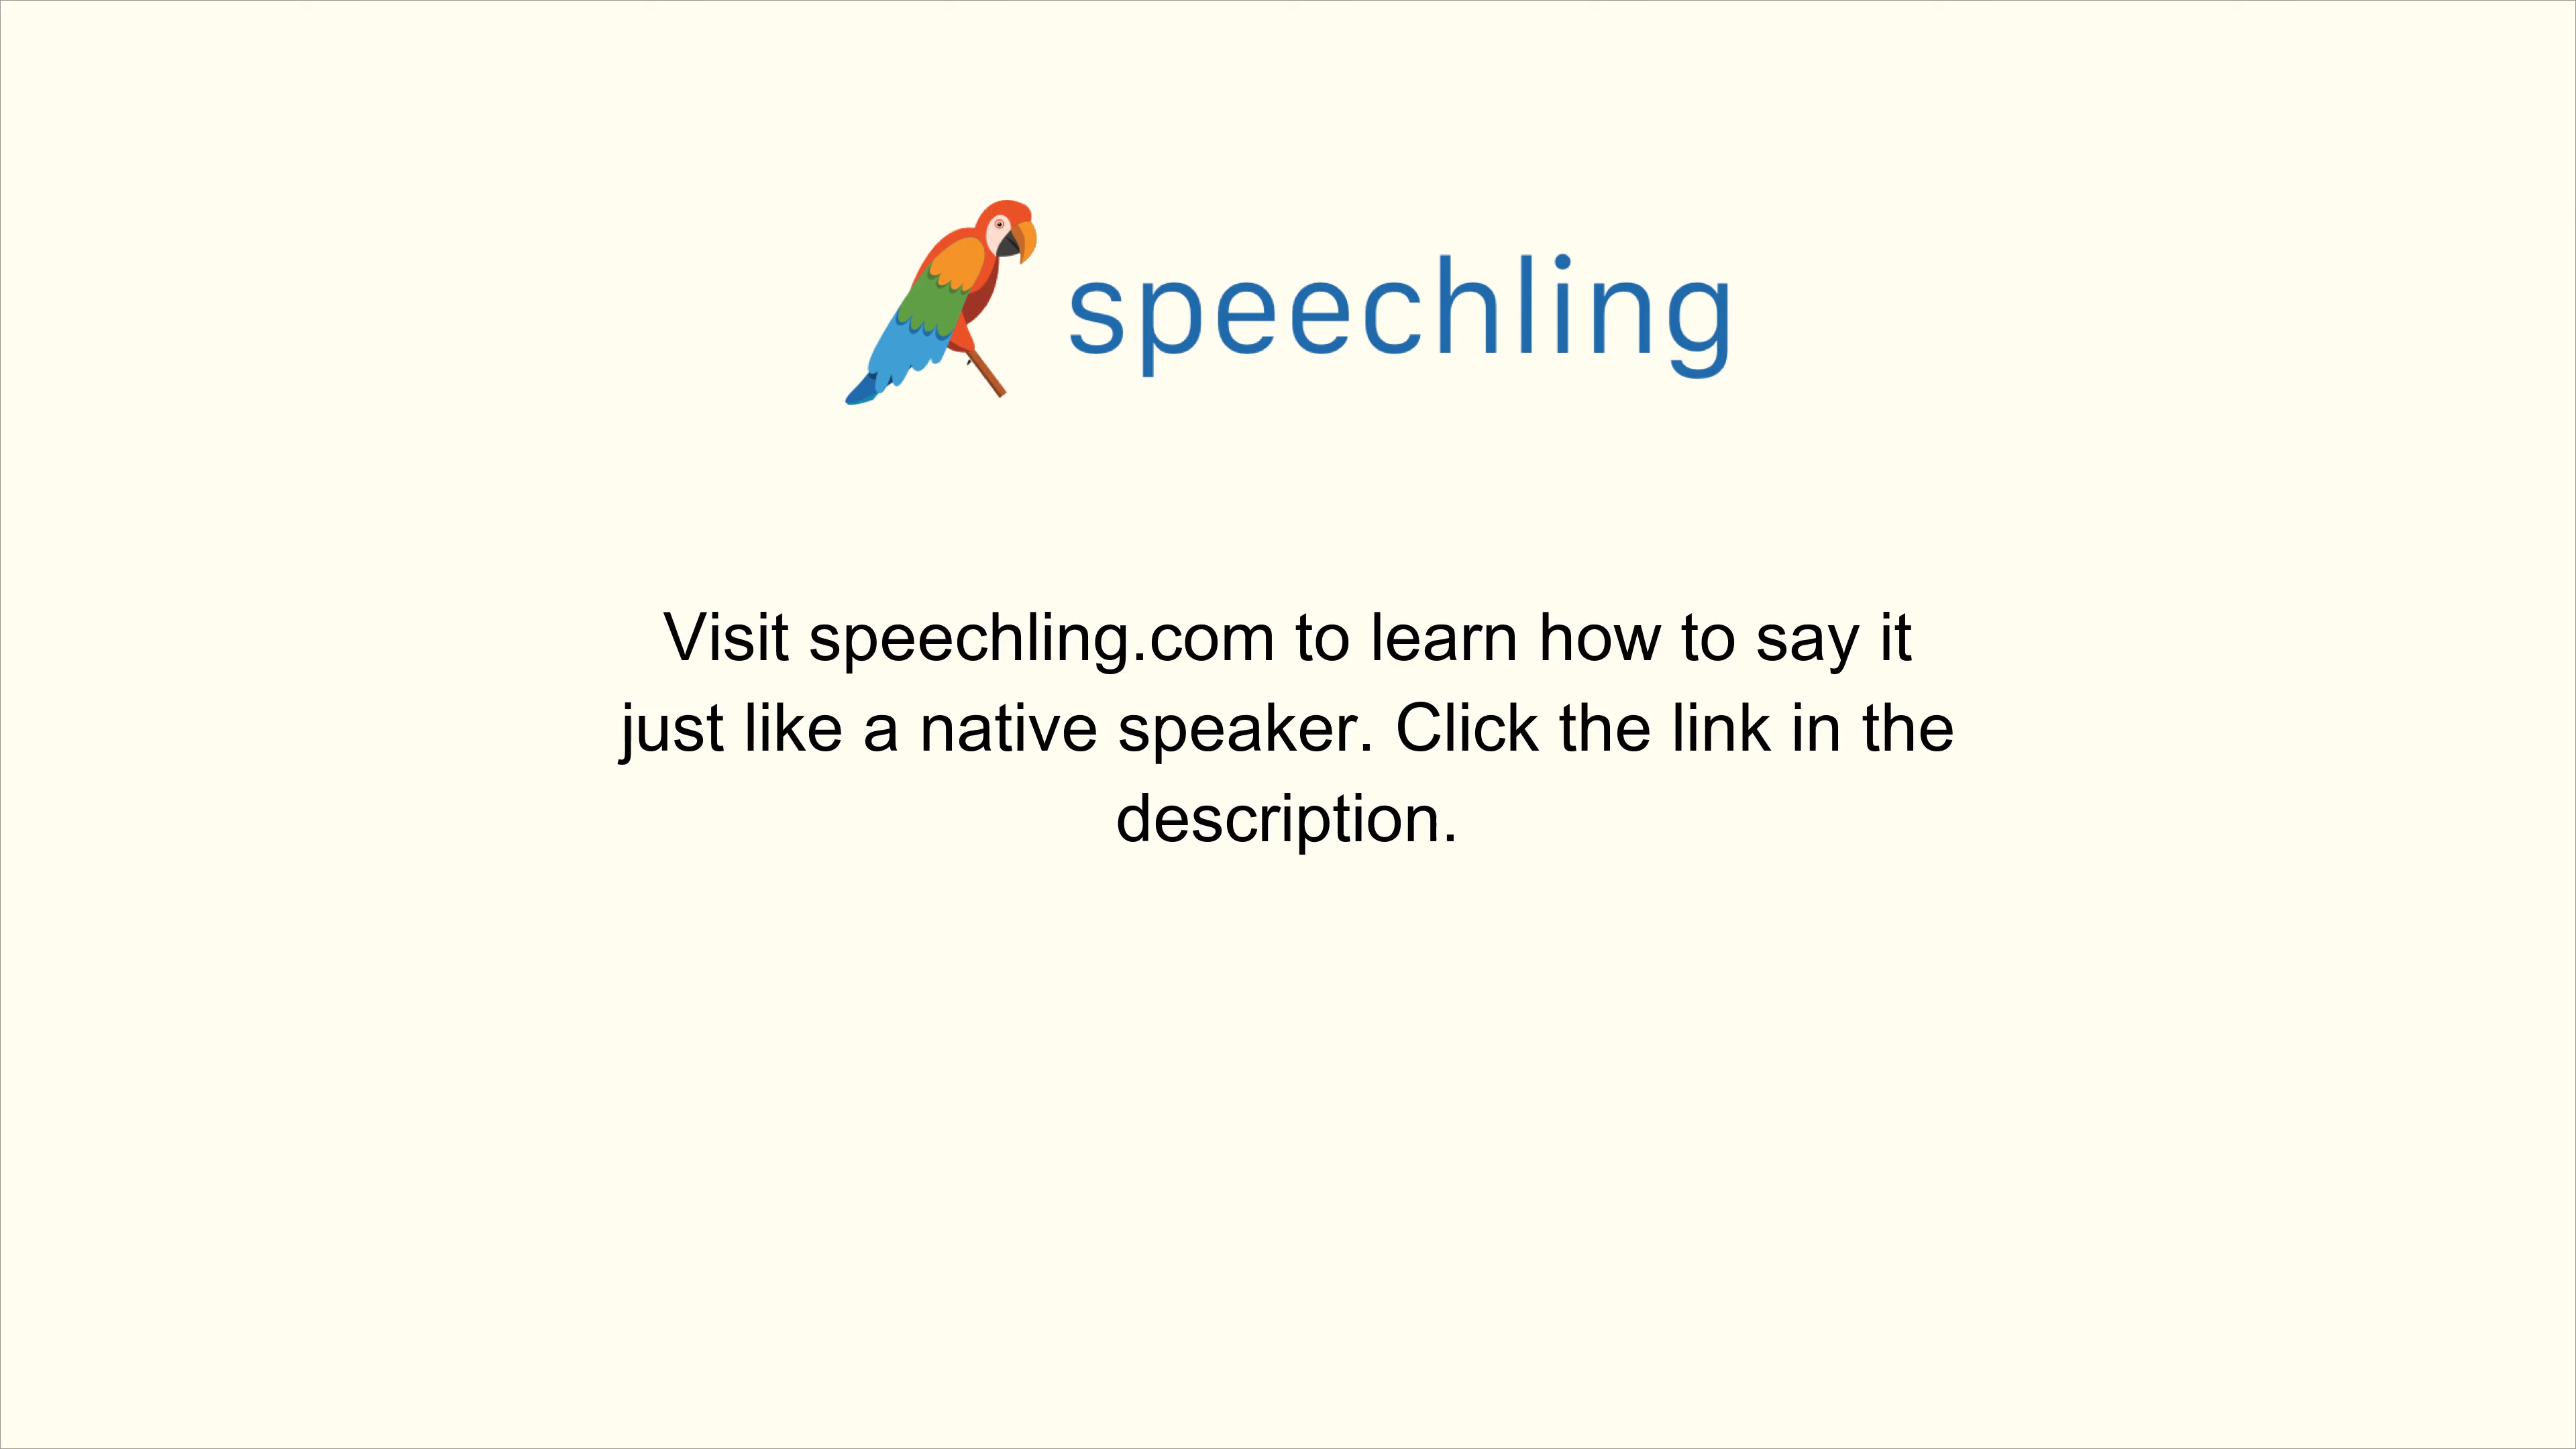 speechling
Visit speechling.com to learn how to say it
just like a native speaker. Click the link in the
description.